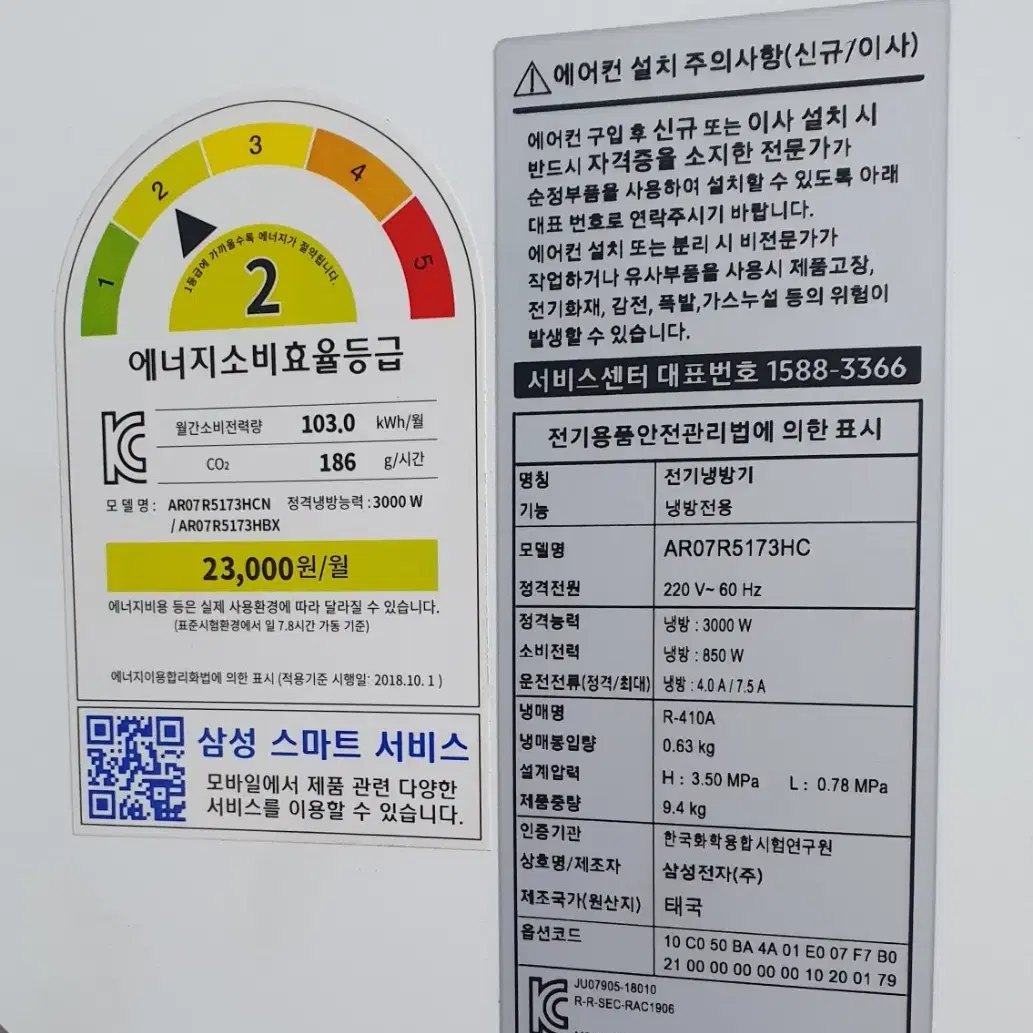 1
2
3
4
5
1등급에 가까울수록 에너지가 절약됩니다.
2
에너지소비효율등급
월간소비전력량 103.0 kWh/월
CO₂ 186 g/시간
모 델 명 : AR07R5173HCN 정격냉방능력 : 3000 W
/ AR07R5173HBX
23,000원/월
에너지비용 등은 실제 사용환경에 따라 달라질 수 있습니다.
(표준시험환경에서 일 7.8시간 가동 기준)
에너지이용합리화법에 의한 표시 (적용기준 시행일: 2018.10. 1 )
삼성 스마트 서비스
모바일에서 제품 관련 다양한
서비스를 이용할 수 있습니다.
에어컨 설치 주의사항(신규/이사)
에어컨 구입 후 신규 또는 이사 설치 시
반드시 자격증을 소지한 전문가가
순정부품을 사용하여 설치할 수 있도록 아래
대표 번호로 연락주시기 바랍니다.
에어컨 설치 또는 분리 시 비전문가가
작업하거나 유사부품을 사용시 제품고장,
전기화재, 감전, 폭발,가스누설 등의 위험이
발생할 수 있습니다.
서비스센터 대표번호 1588-3366
전기용품안전관리법에 의한 표시
명칭 전기냉방기
기능 냉방전용
모델명 AR07R5173HC
정격전원 220 V~ 60 Hz
정격능력 냉방 : 3000 W
소비전력 냉방 : 850 W
운전전류(정격/최대) 냉방 : 4.0 A / 7.5 A
냉매명 R-410A
냉매봉입량 0.63 kg
설계압력 H : 3.50 MPa L : 0.78 MPa
제품중량 9.4 kg
인증기관 한국화학융합시험연구원
상호명/제조자 삼성전자(주)
제조국가(원산지) 태국
옵션코드 10 C0 50 BA 4A 01 E0 07 F7 B0
21 00 00 00 00 00 10 20 01 79
JU07905-18010
R-R-SEC-RAC1906